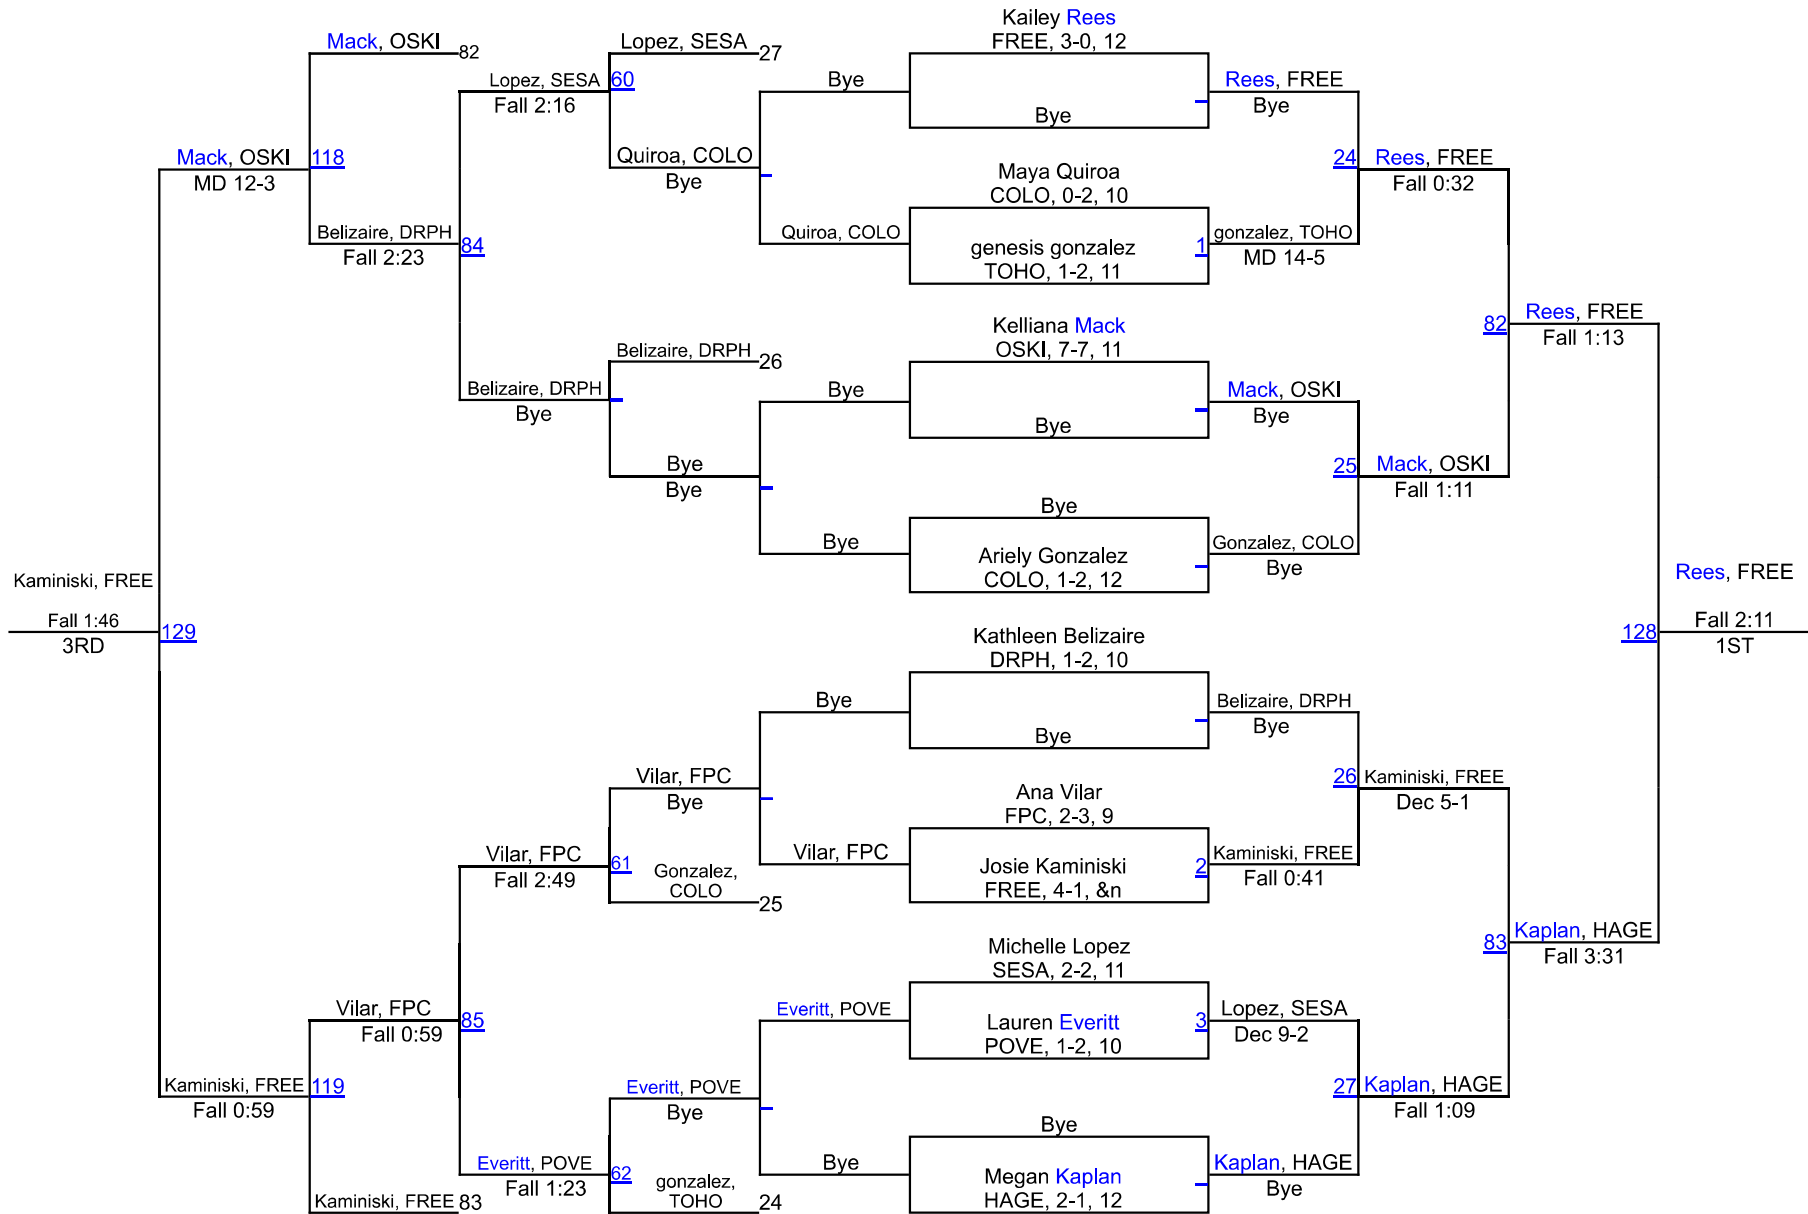 Kailey Rees
FREE, 3-0, 12
Mack, OSKI
82
Lopez, SESA
27
Lopez, SESA
60
Fall 2:16
Bye
Bye
Rees, FREE
Bye
Quiroa, COLO
Bye
Mack, OSKI
118
MD 12-3
Maya Quiroa
COLO, 0-2, 10
24
Rees, FREE
Fall 0:32
Belizaire, DRPH
84
Fall 2:23
Quiroa, COLO
genesis gonzalez
TOHO, 1-2, 11
1
gonzalez, TOHO
MD 14-5
Kelliana Mack
OSKI, 7-7, 11
82
Rees, FREE
Fall 1:13
Belizaire, DRPH
26
Belizaire, DRPH
Bye
Bye
Bye
Mack, OSKI
Bye
Bye
Bye
25
Mack, OSKI
Fall 1:11
Bye
Bye
Ariely Gonzalez
COLO, 1-2, 12
Gonzalez, COLO
Bye
Kaminiski, FREE
Fall 1:46
129
3RD
Rees, FREE
128
Fall 2:11
1ST
Kathleen Belizaire
DRPH, 1-2, 10
Bye
Bye
Belizaire, DRPH
Bye
Vilar, FPC
Bye
Ana Vilar
FPC, 2-3, 9
26
Kaminiski, FREE
Dec 5-1
Vilar, FPC
61
Fall 2:49
Gonzalez,
COLO
25
Vilar, FPC
Josie Kaminiski
FREE, 4-1, &n
2
Kaminiski, FREE
Fall 0:41
Michelle Lopez
SESA, 2-2, 11
83
Kaplan, HAGE
Fall 3:31
Vilar, FPC
85
Fall 0:59
Everitt, POVE
Lauren Everitt
POVE, 1-2, 10
3
Lopez, SESA
Dec 9-2
Kaminiski, FREE
119
Fall 0:59
Everitt, POVE
Bye
27
Kaplan, HAGE
Fall 1:09
Bye
Everitt, POVE
62
Fall 1:23
gonzalez,
TOHO
24
Bye
Megan Kaplan
HAGE, 2-1, 12
Kaplan, HAGE
Bye
Kaminiski, FREE
83